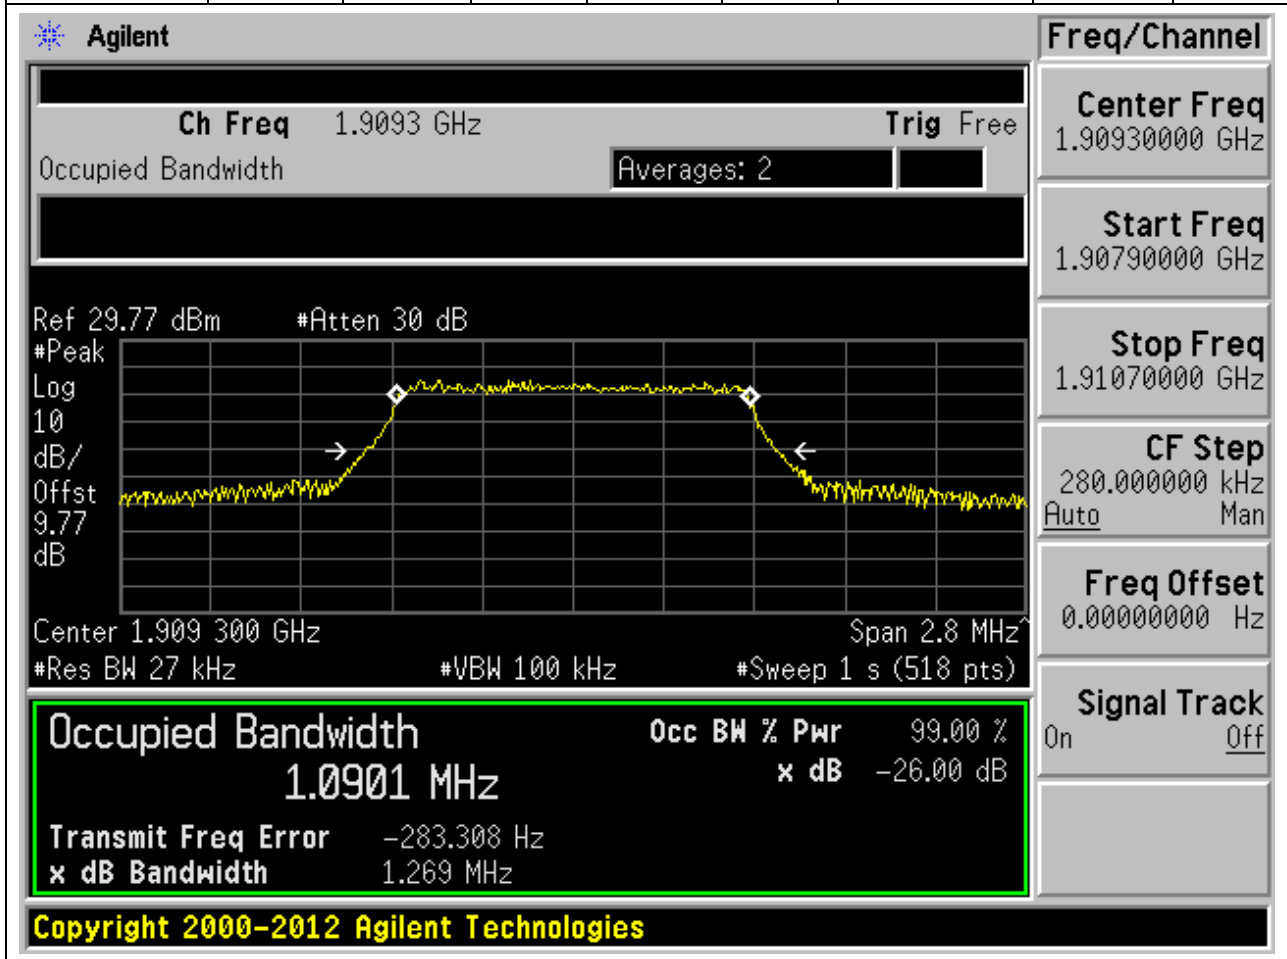 Agilent
Freq/Channel
Ch Freq 1.9093 GHz Trig Free
Occupied Bandwidth Averages: 2
Center Freq
1.90930000 GHz
Start Freq
1.90790000 GHz
Stop Freq
1.91070000 GHz
CF Step
280.000000 kHz
Auto Man
Freq Offset
0.00000000 Hz
Signal Track
On Off
Ref 29.77 dBm #Atten 30 dB
#Peak
Log
10
dB/
Offst
9.77
dB
Center 1.909 300 GHz Span 2.8 MHz^
#Res BW 27 kHz #VBW 100 kHz #Sweep 1 s (518 pts)
Occupied Bandwidth Occ BW % Pwr 99.00 %
1.0901 MHz x dB -26.00 dB
Transmit Freq Error -283.308 Hz
x dB Bandwidth 1.269 MHz
Copyright 2000-2012 Agilent Technologies